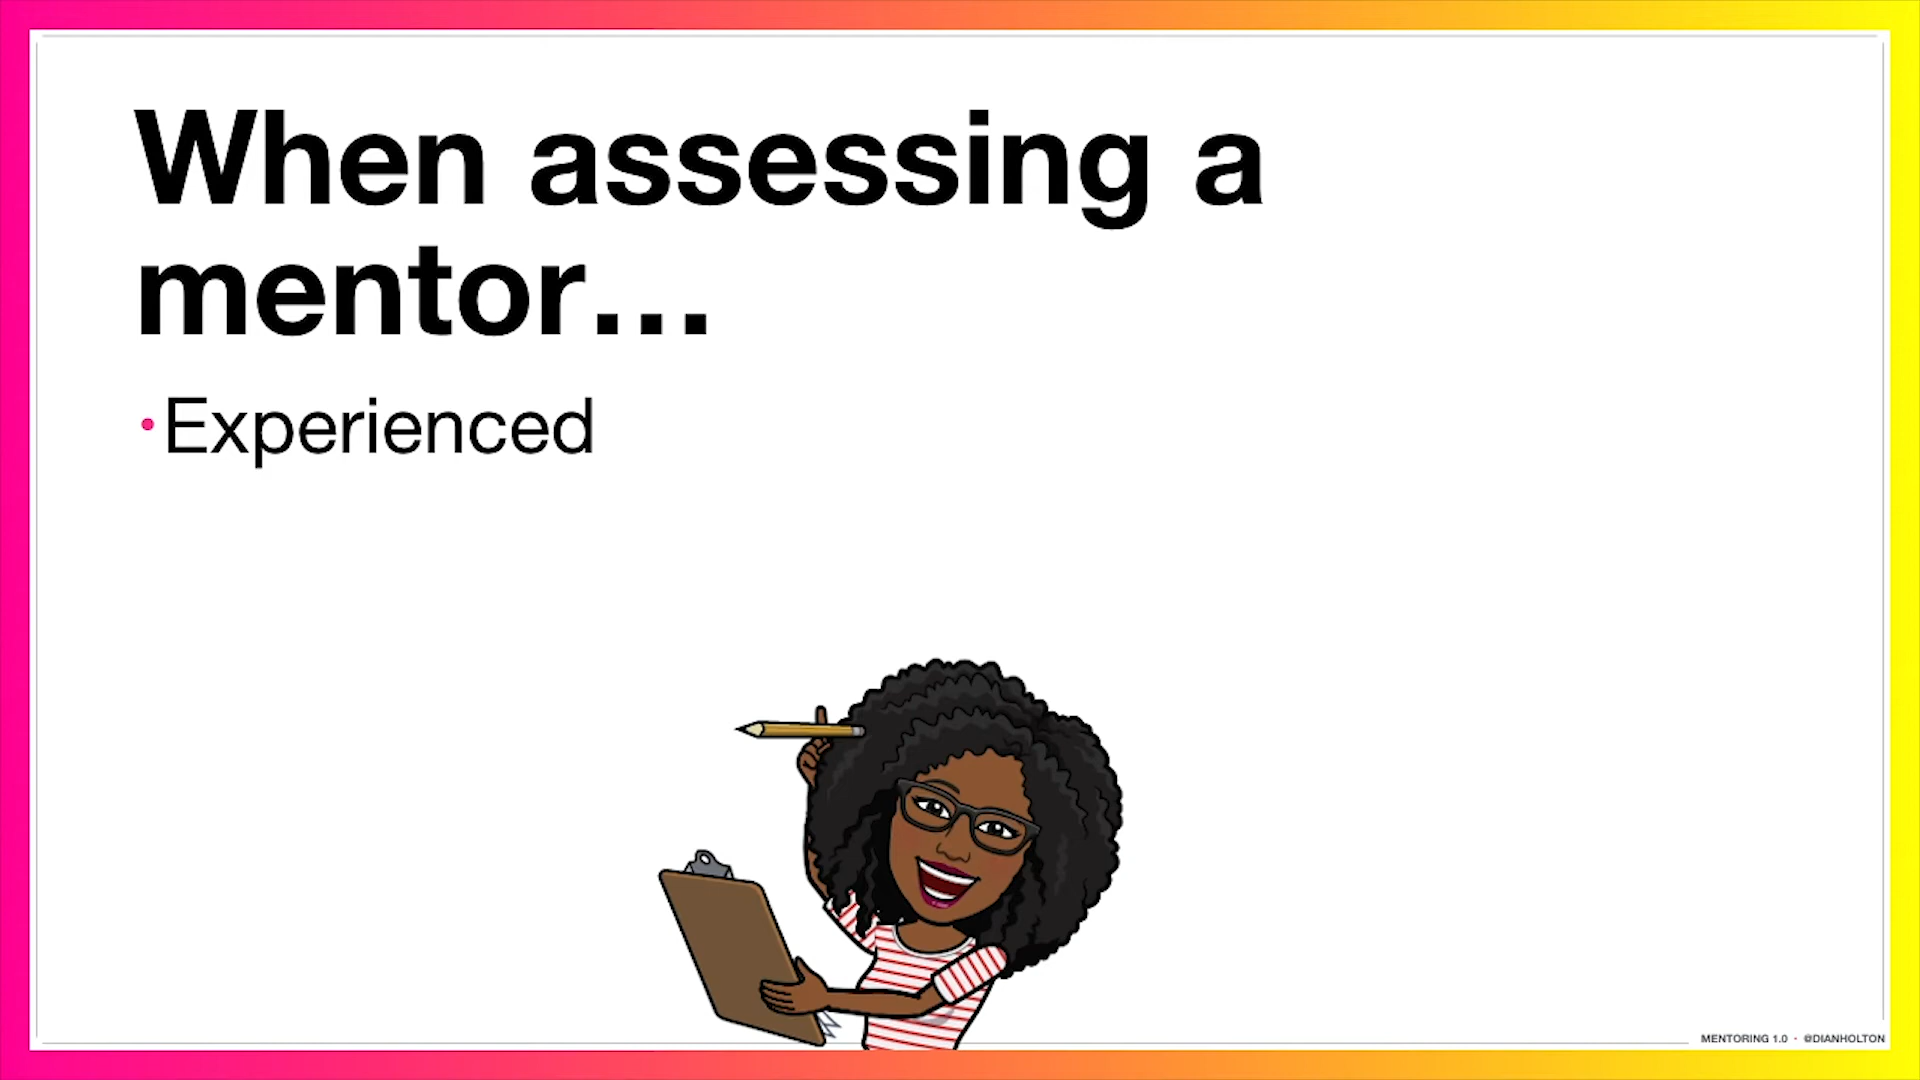 When assessing a
mentor...
•Experienced
MENTORING 1.0 • @DIANHOLTON